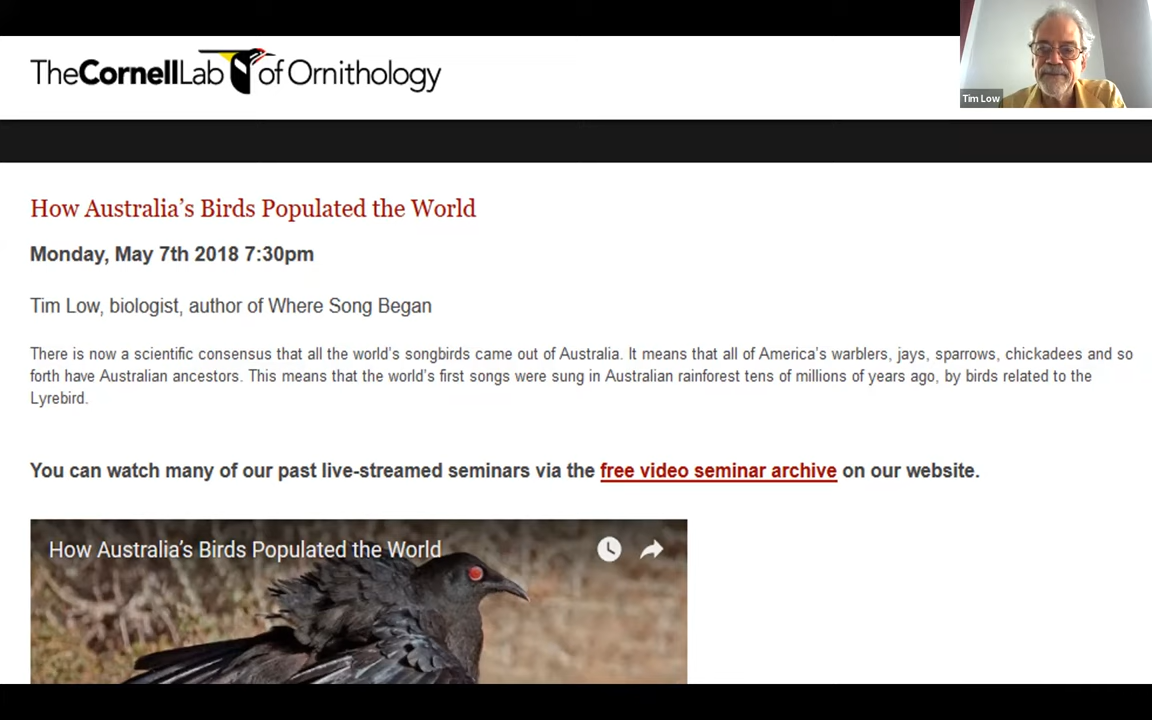 TheCornellLab of Ornithology
Tim Low
How Australia’s Birds Populated the World
Monday, May 7th 2018 7:30pm
Tim Low, biologist, author of Where Song Began
There is now a scientific consensus that all the world's songbirds came out of Australia. It means that all of America's warblers, jays, sparrows, chickadees and so
forth have Australian ancestors. This means that the world's first songs were sung in Australian rainforest tens of millions of years ago, by birds related to the
Lyrebird.
You can watch many of our past live-streamed seminars via the free video seminar archive on our website.
How Australia's Birds Populated the World